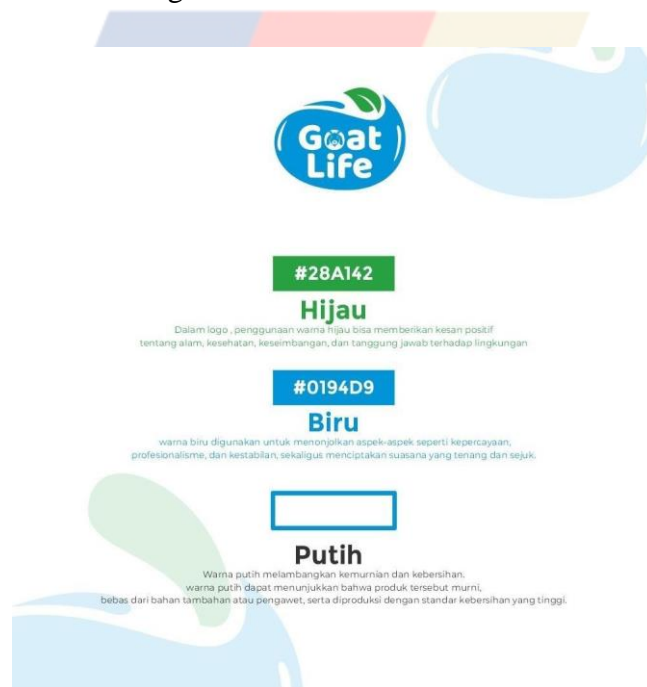 Goat
Life
#28A142
Hijau
Dalam logo , penggunaan warna hijau bisa memberikan kesan positif
tentang alam, kesehatan, keseimbangan, dan tanggung jawab terhadap lingkungan
#0194D9
Biru
warna biru digunakan untuk menonjolkan aspek-aspek seperti kepercayaan,
profesionalisme, dan kestabilan, sekaligus menciptakan suasana yang tenang dan sejuk.
Putih
Warna putih melambangkan kemurnian dan kebersihan.
warna putih dapat menunjukkan bahwa produk tersebut murni,
bebas dari bahan tambahan atau pengawet, serta diproduksi dengan standar kebersihan yang tinggi.